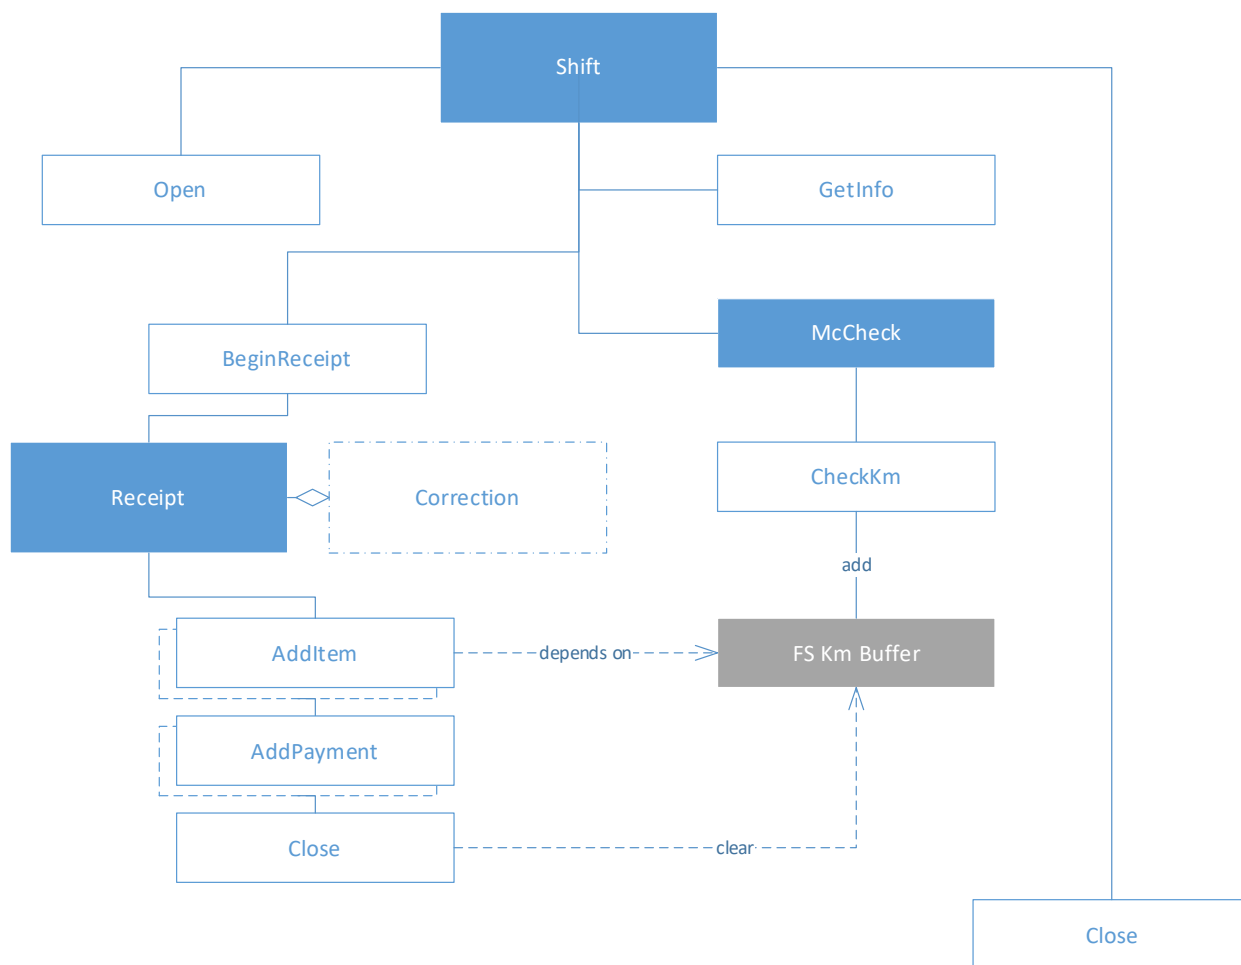 Shift
Open
GetInfo
McCheck
BeginReceipt
Receipt
Correction
CheckKm
add
AddItem
depends on
FS Km Buffer
AddPayment
Close
clear
Close